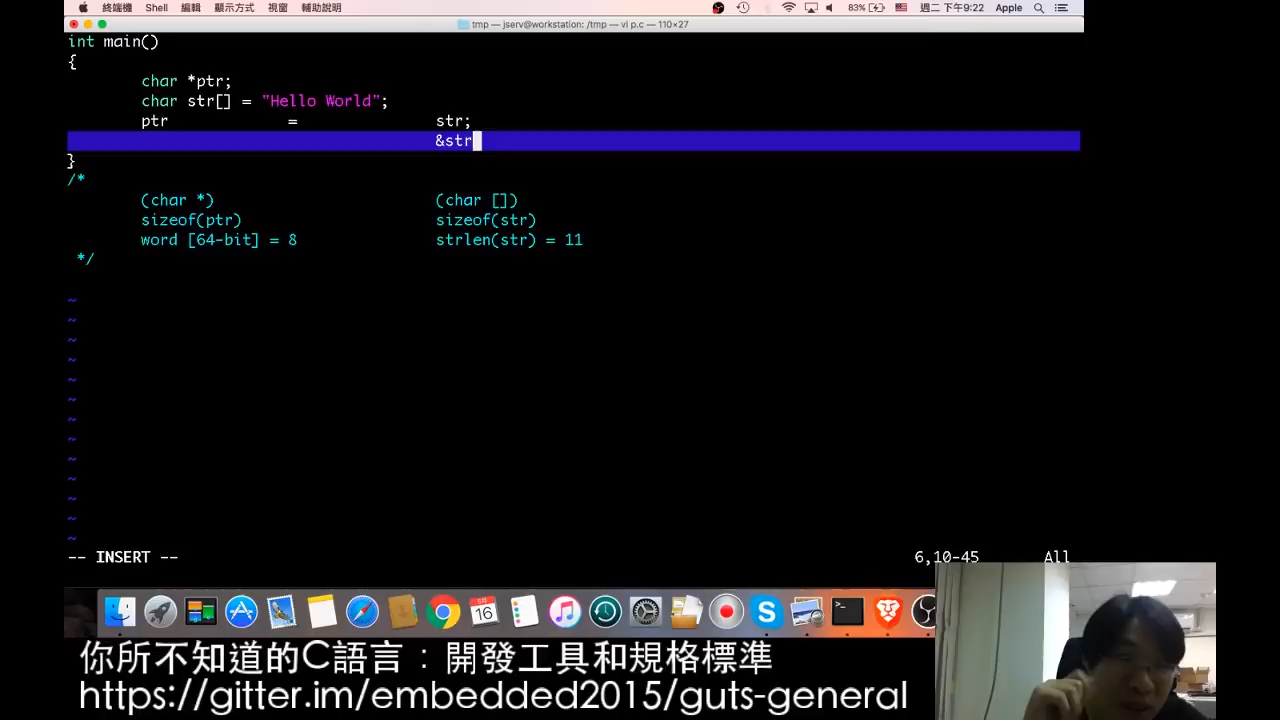 終端機 Shell 編輯 顯示方式 視窗 輔助說明 83% 週二 下午9:22 Apple
tmp — jserv@workstation: /tmp — vi p.c — 110×27
int main()
{
char *ptr;
char str[] = "Hello World";
ptr = str;
&str
}
/*
(char *) (char [])
sizeof(ptr) sizeof(str)
word [64-bit] = 8 strlen(str) = 11
*/
~
~
~
~
~
~
~
~
~
~
~
~
~
-- INSERT -- 6,10-45 All
16
你所不知道的C語言：開發工具和規格標準
https://gitter.im/embedded2015/guts-general